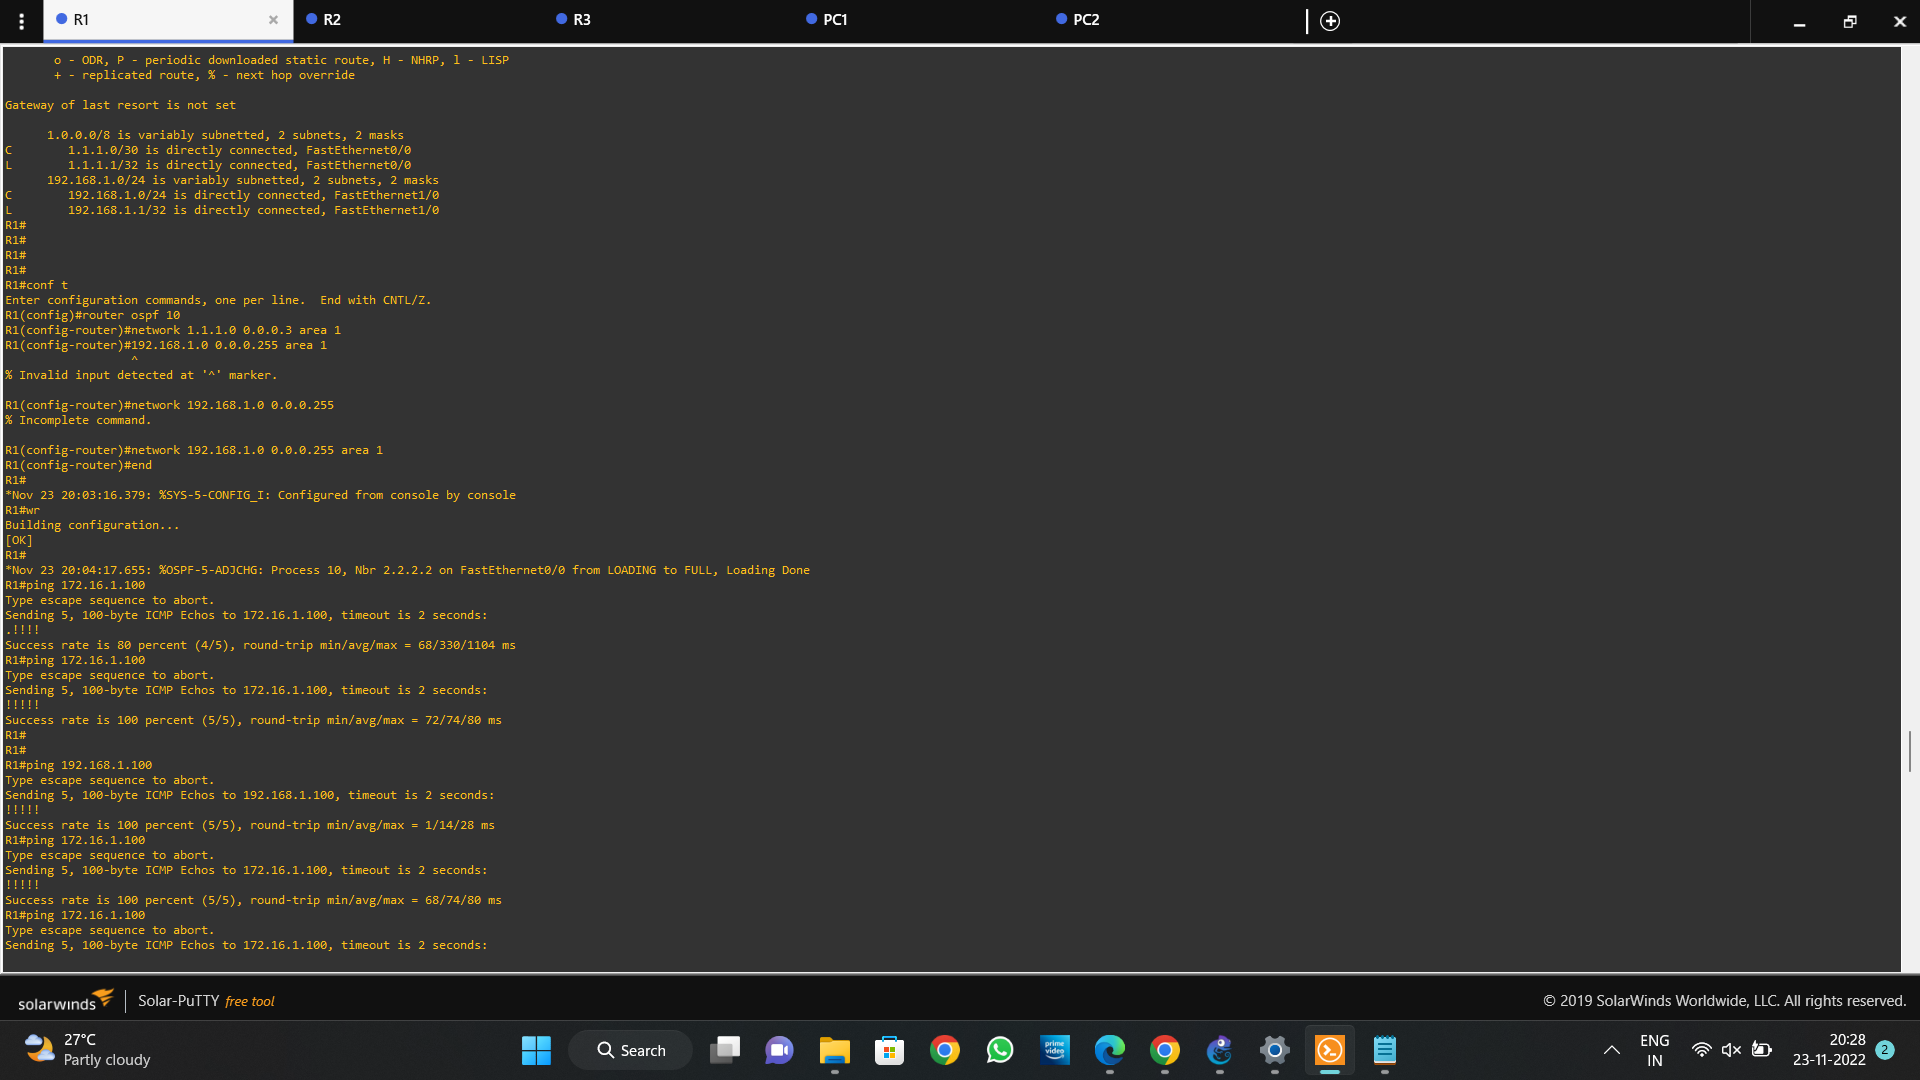 R1
R2
R3
PC1
PC2
o - ODR, P - periodic downloaded static route, H - NHRP, l - LISP
+ - replicated route, % - next hop override
Gateway of last resort is not set
1.0.0.0/8 is variably subnetted, 2 subnets, 2 masks
C 1.1.1.0/30 is directly connected, FastEthernet0/0
L 1.1.1.1/32 is directly connected, FastEthernet0/0
192.168.1.0/24 is variably subnetted, 2 subnets, 2 masks
C 192.168.1.0/24 is directly connected, FastEthernet1/0
L 192.168.1.1/32 is directly connected, FastEthernet1/0
R1#
R1#
R1#
R1#
R1#conf t
Enter configuration commands, one per line. End with CNTL/Z.
R1(config)#router ospf 10
R1(config-router)#network 1.1.1.0 0.0.0.3 area 1
R1(config-router)#192.168.1.0 0.0.0.255 area 1
^
% Invalid input detected at '^' marker.
R1(config-router)#network 192.168.1.0 0.0.0.255
% Incomplete command.
R1(config-router)#network 192.168.1.0 0.0.0.255 area 1
R1(config-router)#end
R1#
*Nov 23 20:03:16.379: %SYS-5-CONFIG_I: Configured from console by console
R1#wr
Building configuration...
[OK]
R1#
*Nov 23 20:04:17.655: %OSPF-5-ADJCHG: Process 10, Nbr 2.2.2.2 on FastEthernet0/0 from LOADING to FULL, Loading Done
R1#ping 172.16.1.100
Type escape sequence to abort.
Sending 5, 100-byte ICMP Echos to 172.16.1.100, timeout is 2 seconds:
.!!!!
Success rate is 80 percent (4/5), round-trip min/avg/max = 68/330/1104 ms
R1#ping 172.16.1.100
Type escape sequence to abort.
Sending 5, 100-byte ICMP Echos to 172.16.1.100, timeout is 2 seconds:
!!!!!
Success rate is 100 percent (5/5), round-trip min/avg/max = 72/74/80 ms
R1#
R1#
R1#ping 192.168.1.100
Type escape sequence to abort.
Sending 5, 100-byte ICMP Echos to 192.168.1.100, timeout is 2 seconds:
!!!!!
Success rate is 100 percent (5/5), round-trip min/avg/max = 1/14/28 ms
R1#ping 172.16.1.100
Type escape sequence to abort.
Sending 5, 100-byte ICMP Echos to 172.16.1.100, timeout is 2 seconds:
!!!!!
Success rate is 100 percent (5/5), round-trip min/avg/max = 68/74/80 ms
R1#ping 172.16.1.100
Type escape sequence to abort.
Sending 5, 100-byte ICMP Echos to 172.16.1.100, timeout is 2 seconds:
solarwinds
Solar-PuTTY free tool
© 2019 SolarWinds Worldwide, LLC. All rights reserved.
27°C
Partly cloudy
Search
prime video
ENG
IN
20:28
23-11-2022
2